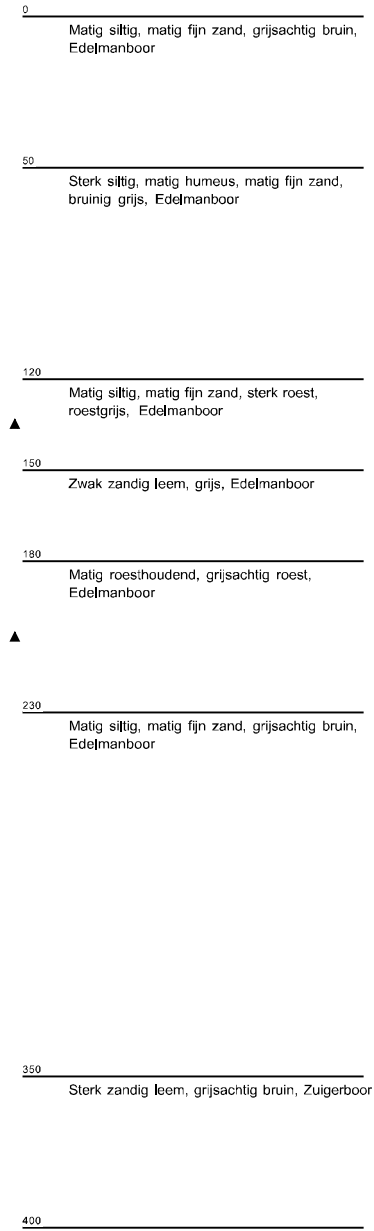 0
Matig siltig, matig fijn zand, grijsachtig bruin,
Edelmanboor
50
Sterk siltig, matig humeus, matig fijn zand,
bruinig grijs, Edelmanboor
120
Matig siltig, matig fijn zand, sterk roest,
roestgrijs, Edelmanboor
150
Zwak zandig leem, grijs, Edelmanboor
180
Matig roesthoudend, grijsachtig roest,
Edelmanboor
230
Matig siltig, matig fijn zand, grijsachtig bruin,
Edelmanboor
350
Sterk zandig leem, grijsachtig bruin, Zuigerboor
400